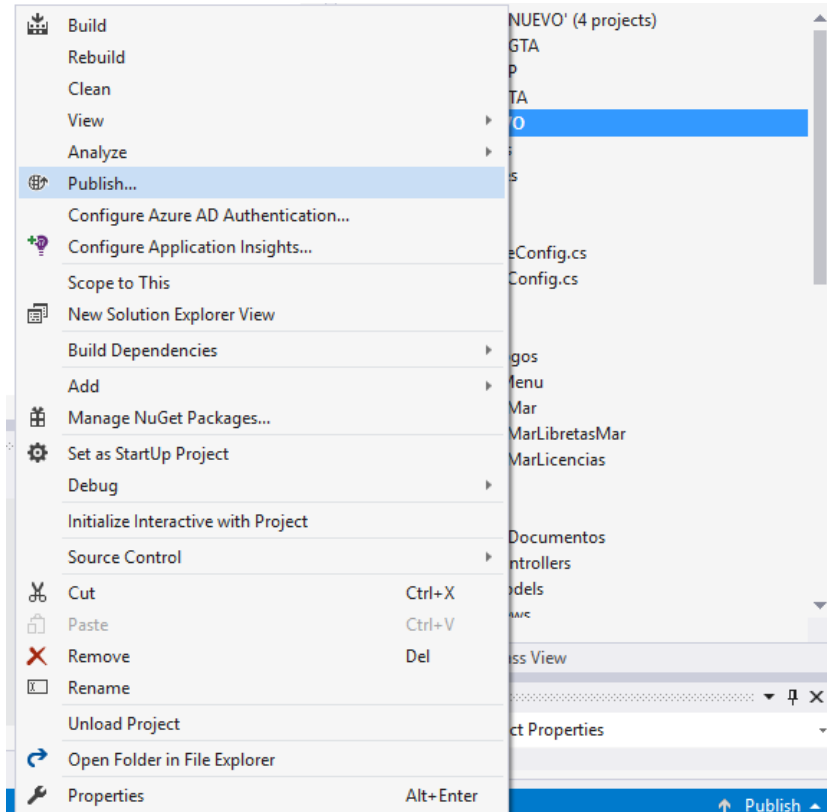 Build
Rebuild
Clean
View
Analyze
Publish...
Configure Azure AD Authentication...
Configure Application Insights...
Scope to This
New Solution Explorer View
Build Dependencies
Add
Manage NuGet Packages...
Set as StartUp Project
Debug
Initialize Interactive with Project
Source Control
Cut Ctrl+X
Paste Ctrl+V
Remove Del
Rename
Unload Project
Open Folder in File Explorer
Properties Alt+Enter
NUEVO' (4 projects)
GTA
P
TA
VO
s
es
eConfig.cs
Config.cs
gos
Menu
Mar
MarLibretasMar
MarLicencias
Documentos
ntrollers
odels
ews
ass View
ct Properties
Publish